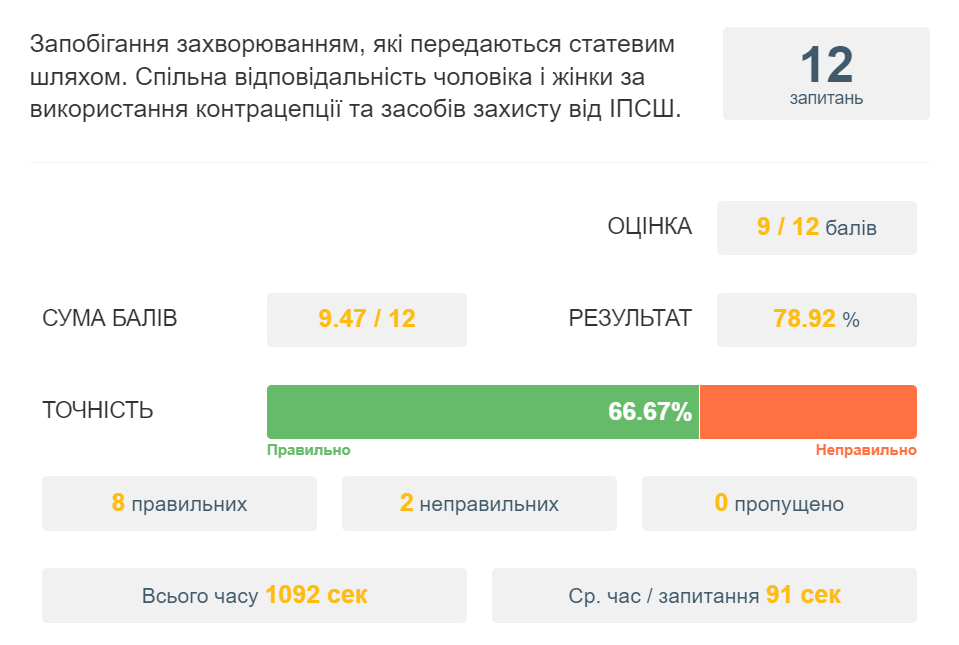 Запобігання захворюванням, які передаються статевим
шляхом. Спільна відповідальність чоловіка і жінки за
використання контрацепції та засобів захисту від ІПСШ.
12
запитань
ОЦІНКА
9 / 12 балів
СУМА БАЛІВ
9.47 / 12
РЕЗУЛЬТАТ
78.92 %
ТОЧНІСТЬ
66.67%
Правильно
Неправильно
8 правильних
2 неправильних
0 пропущено
Всього часу 1092 сек
Ср. час / запитання 91 сек